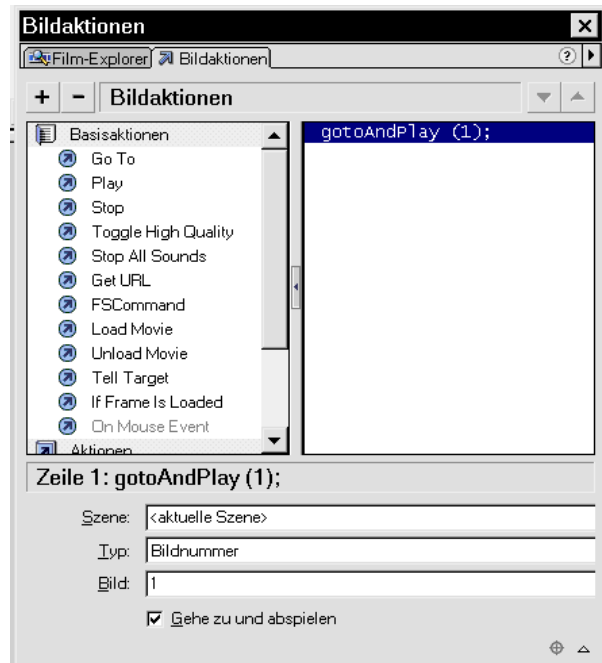 Bildaktionen
Film-Explorer Bildaktionen
+ - Bildaktionen
Basisaktionen
Go To
Play
Stop
Toggle High Quality
Stop All Sounds
Get URL
FSCommand
Load Movie
Unload Movie
Tell Target
If Frame Is Loaded
On Mouse Event
Aktionen
gotoAndPlay (1);
Zeile 1: gotoAndPlay (1);
Szene: <aktuelle Szene>
Typ: Bildnummer
Bild: 1
Gehe zu und abspielen